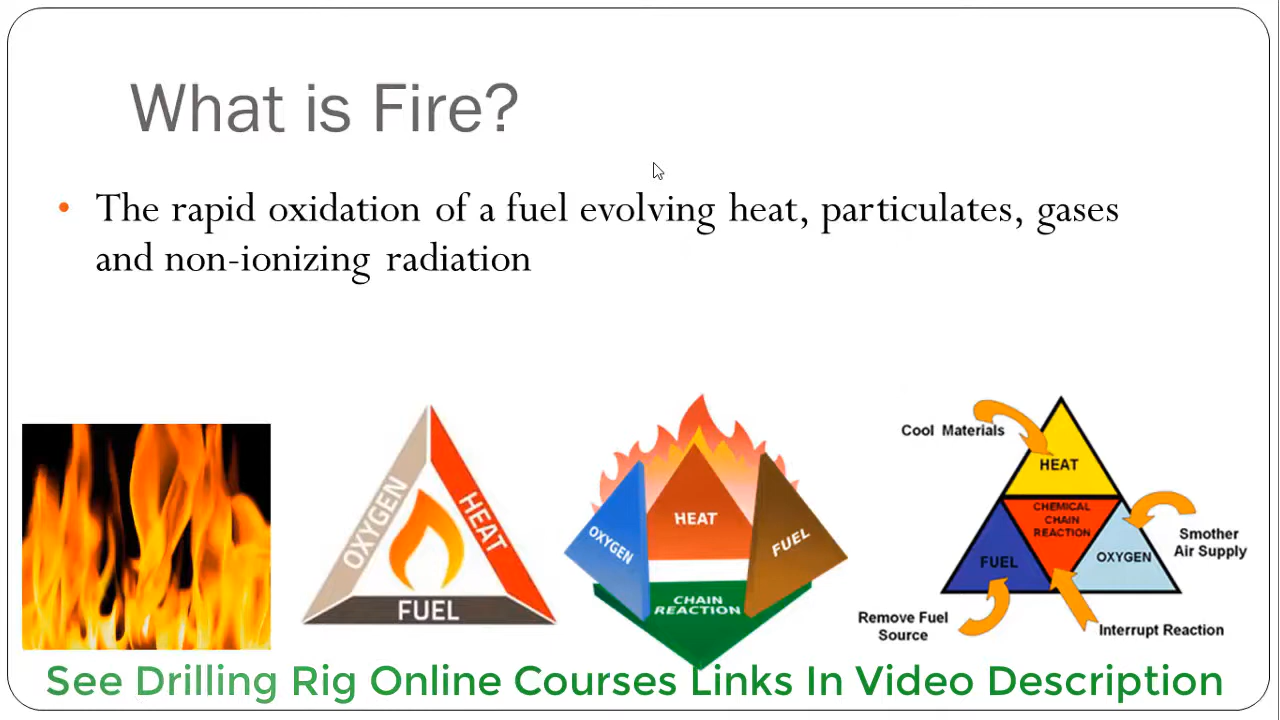 What is Fire?
• The rapid oxidation of a fuel evolving heat, particulates, gases
and non-ionizing radiation
OXYGEN
HEAT
FUEL
OXYGEN
HEAT
FUEL
CHAIN
REACTION
Cool Materials
HEAT
CHEMICAL
CHAIN
REACTION
FUEL
OXYGEN
Smother
Air Supply
Remove Fuel
Source
Interrupt Reaction
See Drilling Rig Online Courses Links In Video Description